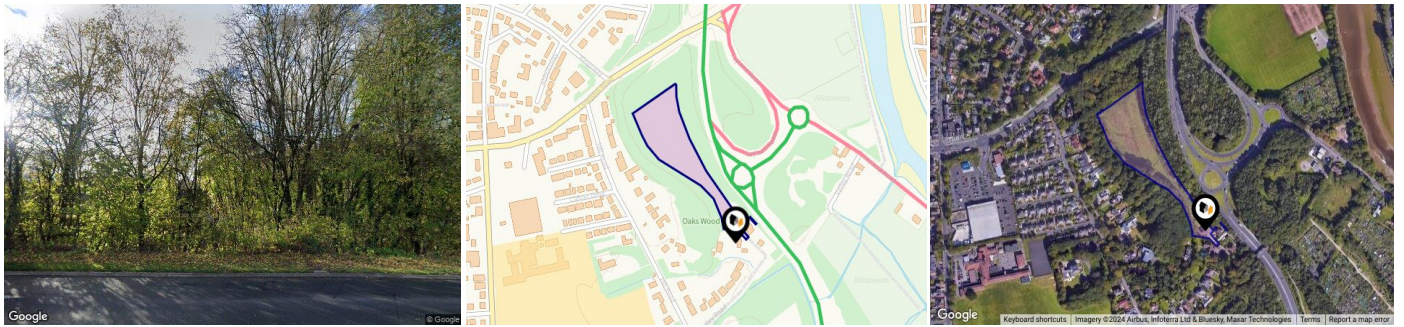 Google
© Google
Allotments
Oaks Wood
Allotments
Google
Keyboard shortcuts
Imagery ©2024 Airbus, Infoterra Ltd & Bluesky, Maxar Technologies
Terms
Report a map error